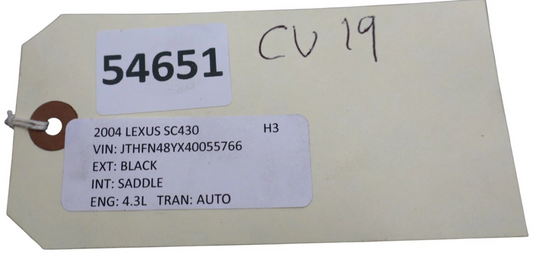 54651
CV 19
2004 LEXUS SC430 H3
VIN: JTHFN48YX40055766
EXT: BLACK
INT: SADDLE
ENG: 4.3L TRAN: AUTO